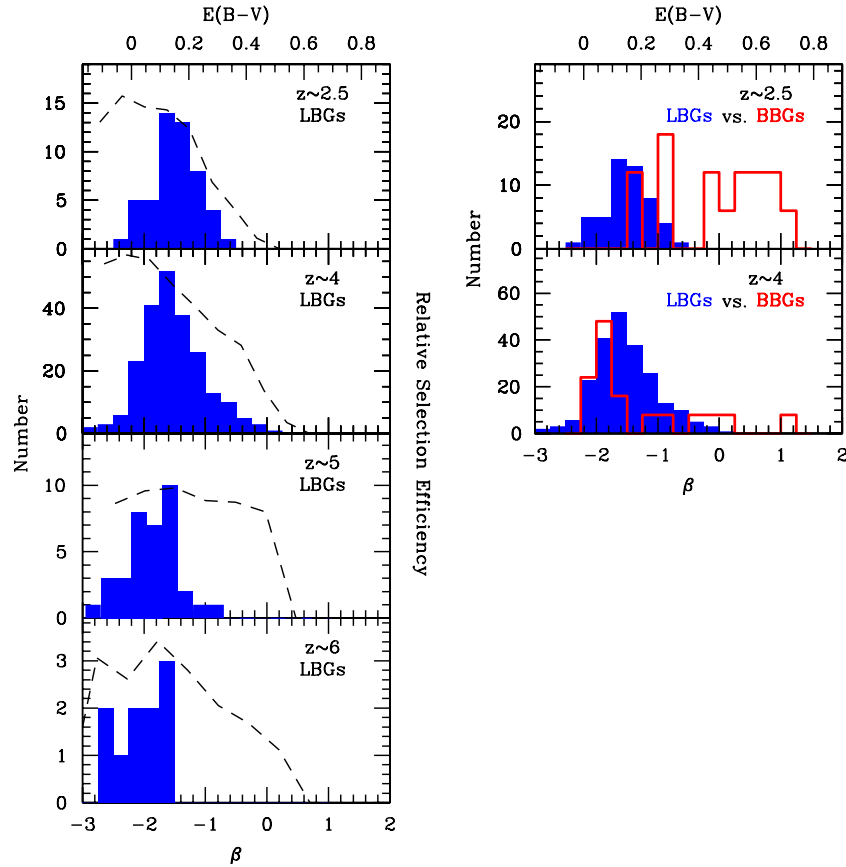 E(B−V)
0 0.2 0.4 0.6 0.8
15
10
5
0
z~2.5
LBGs
40
20
0
z~4
LBGs
10
5
0
z~5
LBGs
3
2
1
0
z~6
LBGs
−3 −2 −1 0 1 2
β
Number
Relative Selection Efficiency
E(B−V)
0 0.2 0.4 0.6 0.8
20
10
0
z~2.5
LBGs vs. BBGs
60
40
20
0
z~4
LBGs vs. BBGs
−3 −2 −1 0 1 2
β
Number